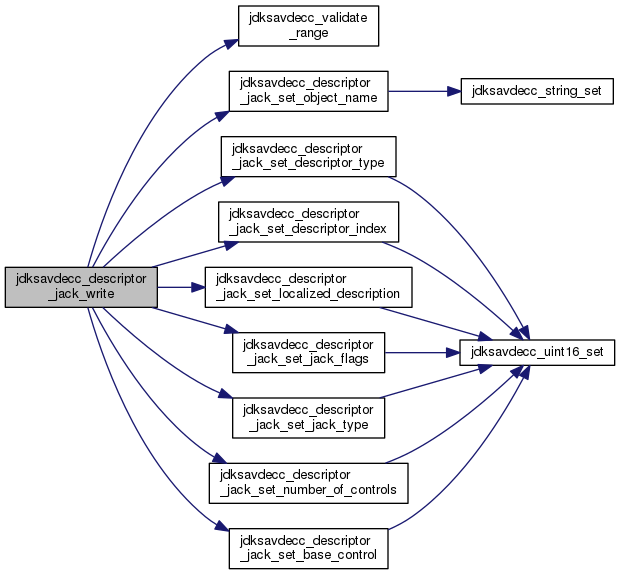 jdksavdecc_validate
_range
jdksavdecc_descriptor
_jack_set_object_name
jdksavdecc_string_set
jdksavdecc_descriptor
_jack_set_descriptor_type
jdksavdecc_descriptor
_jack_set_descriptor_index
jdksavdecc_descriptor
_jack_write
jdksavdecc_descriptor
_jack_set_localized_description
jdksavdecc_descriptor
_jack_set_jack_flags
jdksavdecc_uint16_set
jdksavdecc_descriptor
_jack_set_jack_type
jdksavdecc_descriptor
_jack_set_number_of_controls
jdksavdecc_descriptor
_jack_set_base_control